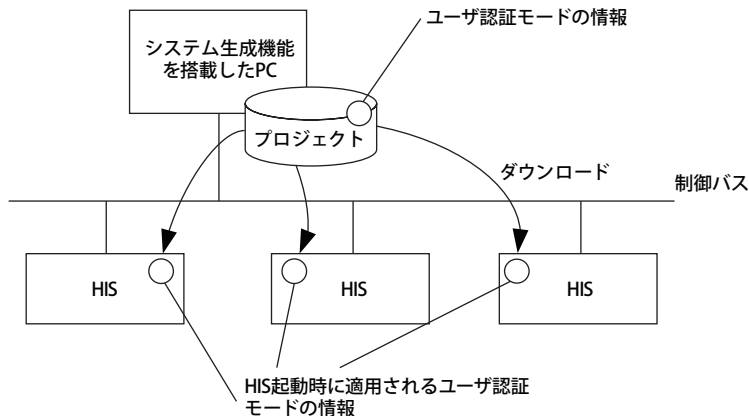 ユーザ認証モードの情報
システム生成機能
を搭載したPC
プロジェクト
ダウンロード
制御バス
HIS
HIS
HIS
HIS起動時に適用されるユーザ認証
モードの情報